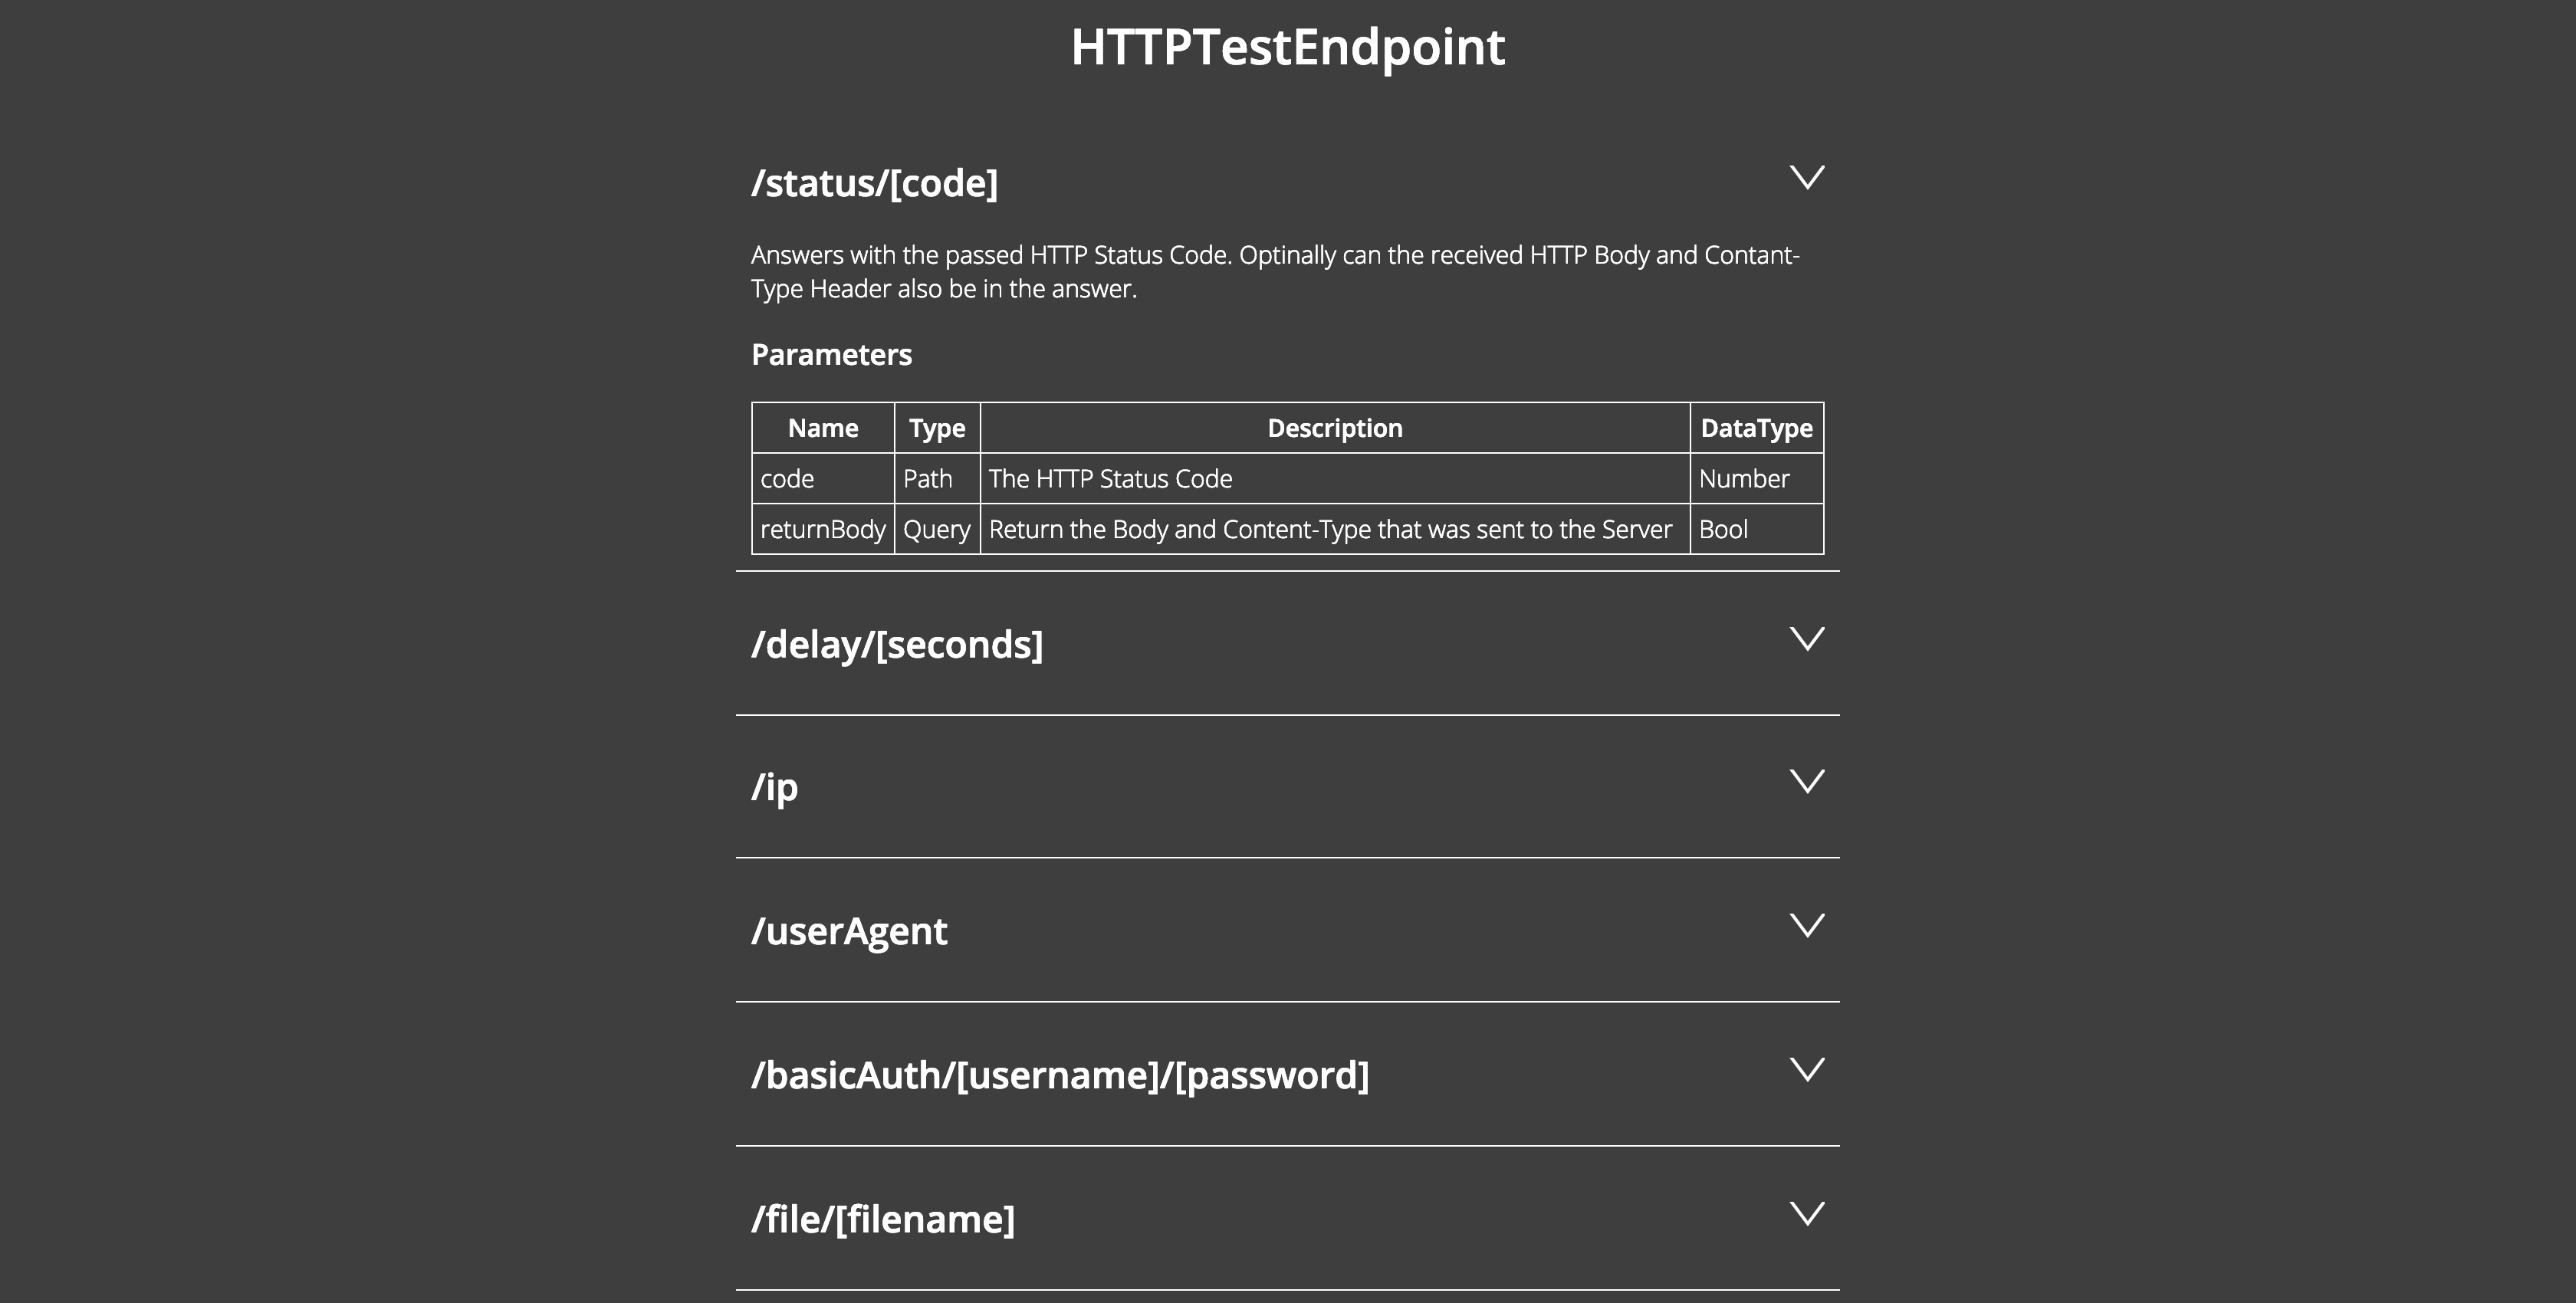 HTTPTestEndpoint
/status/[code]
Answers with the passed HTTP Status Code. Optinally can the received HTTP Body and Contant-
Type Header also be in the answer.
Parameters
Name Type Description DataType
code Path The HTTP Status Code Number
returnBody Query Return the Body and Content-Type that was sent to the Server Bool
/delay/[seconds]
/ip
/userAgent
/basicAuth/[username]/[password]
/file/[filename]